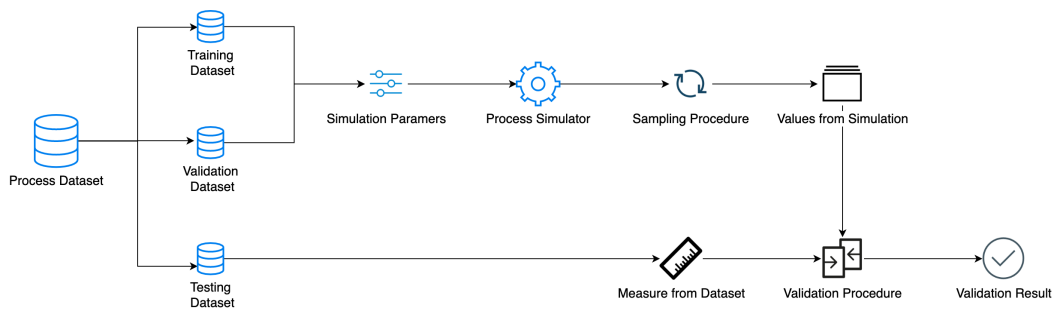 Training
Dataset
Simulation Paramers
Process Simulator
Sampling Procedure
Values from Simulation
Process Dataset
Validation
Dataset
Testing
Dataset
Measure from Dataset
Validation Procedure
Validation Result